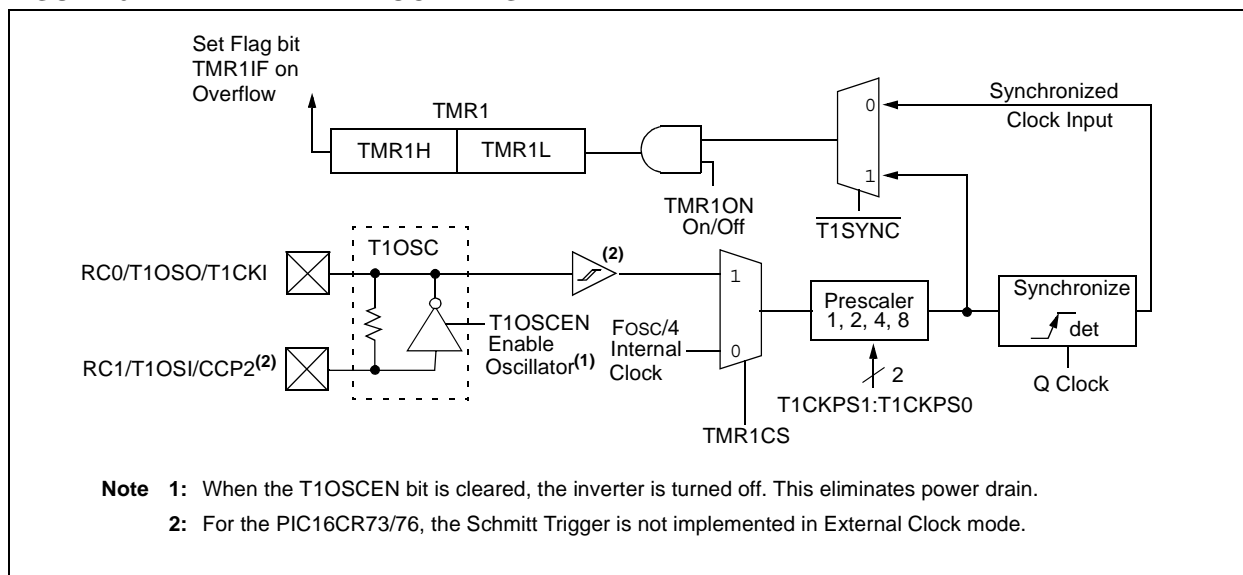 Set Flag bit
TMR1IF on
Overflow
TMR1
TMR1H
TMR1L
TMR1ON
On/Off
0
1
T1SYNC
Synchronized
Clock Input
T1OSC
RC0/T1OSO/T1CKI
RC1/T1OSI/CCP2(2)
T1OSCEN
Enable
Oscillator(1)
(2)
FOSC/4
Internal
Clock
1
0
TMR1CS
Prescaler
1, 2, 4, 8
2
T1CKPS1:T1CKPS0
Synchronize
det
Q Clock
Note 1: When the T1OSCEN bit is cleared, the inverter is turned off. This eliminates power drain.
2: For the PIC16CR73/76, the Schmitt Trigger is not implemented in External Clock mode.